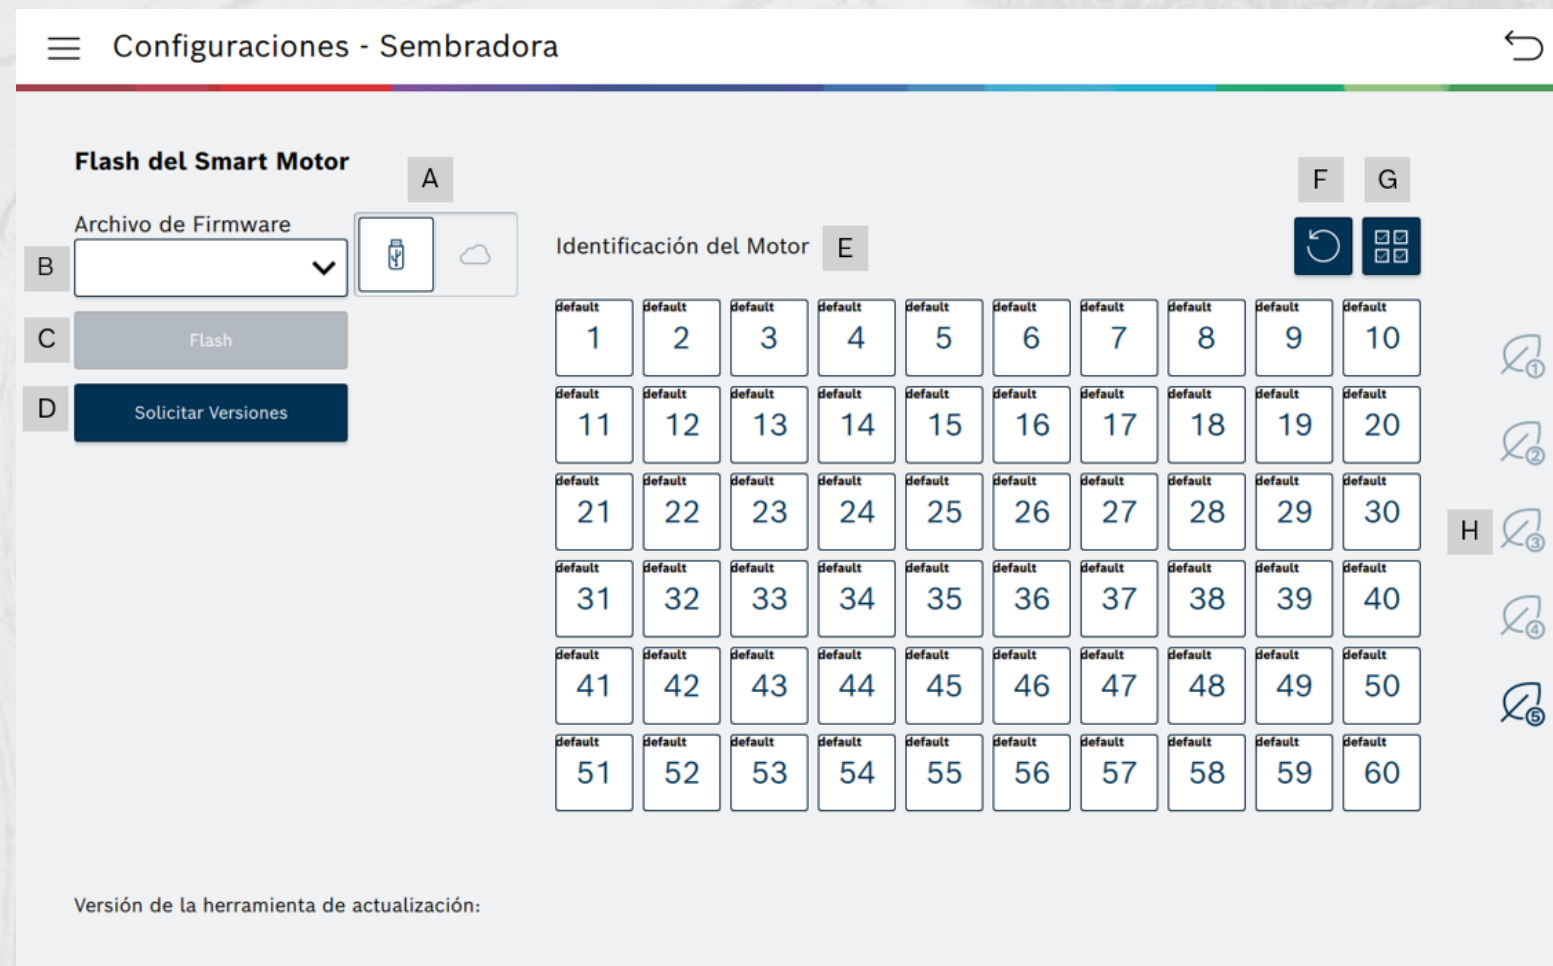 Configuraciones - Sembradora
Flash del Smart Motor
A
F G
Archivo de Firmware
B
Identificación del Motor E
C Flash
D Solicitar Versiones
default default default default default default default default default default
1 2 3 4 5 6 7 8 9 10
1
default default default default default default default default default default
11 12 13 14 15 16 17 18 19 20
2
default default default default default default default default default default
21 22 23 24 25 26 27 28 29 30
H 3
default default default default default default default default default default
31 32 33 34 35 36 37 38 39 40
4
default default default default default default default default default default
41 42 43 44 45 46 47 48 49 50
5
default default default default default default default default default default
51 52 53 54 55 56 57 58 59 60
Versión de la herramienta de actualización: